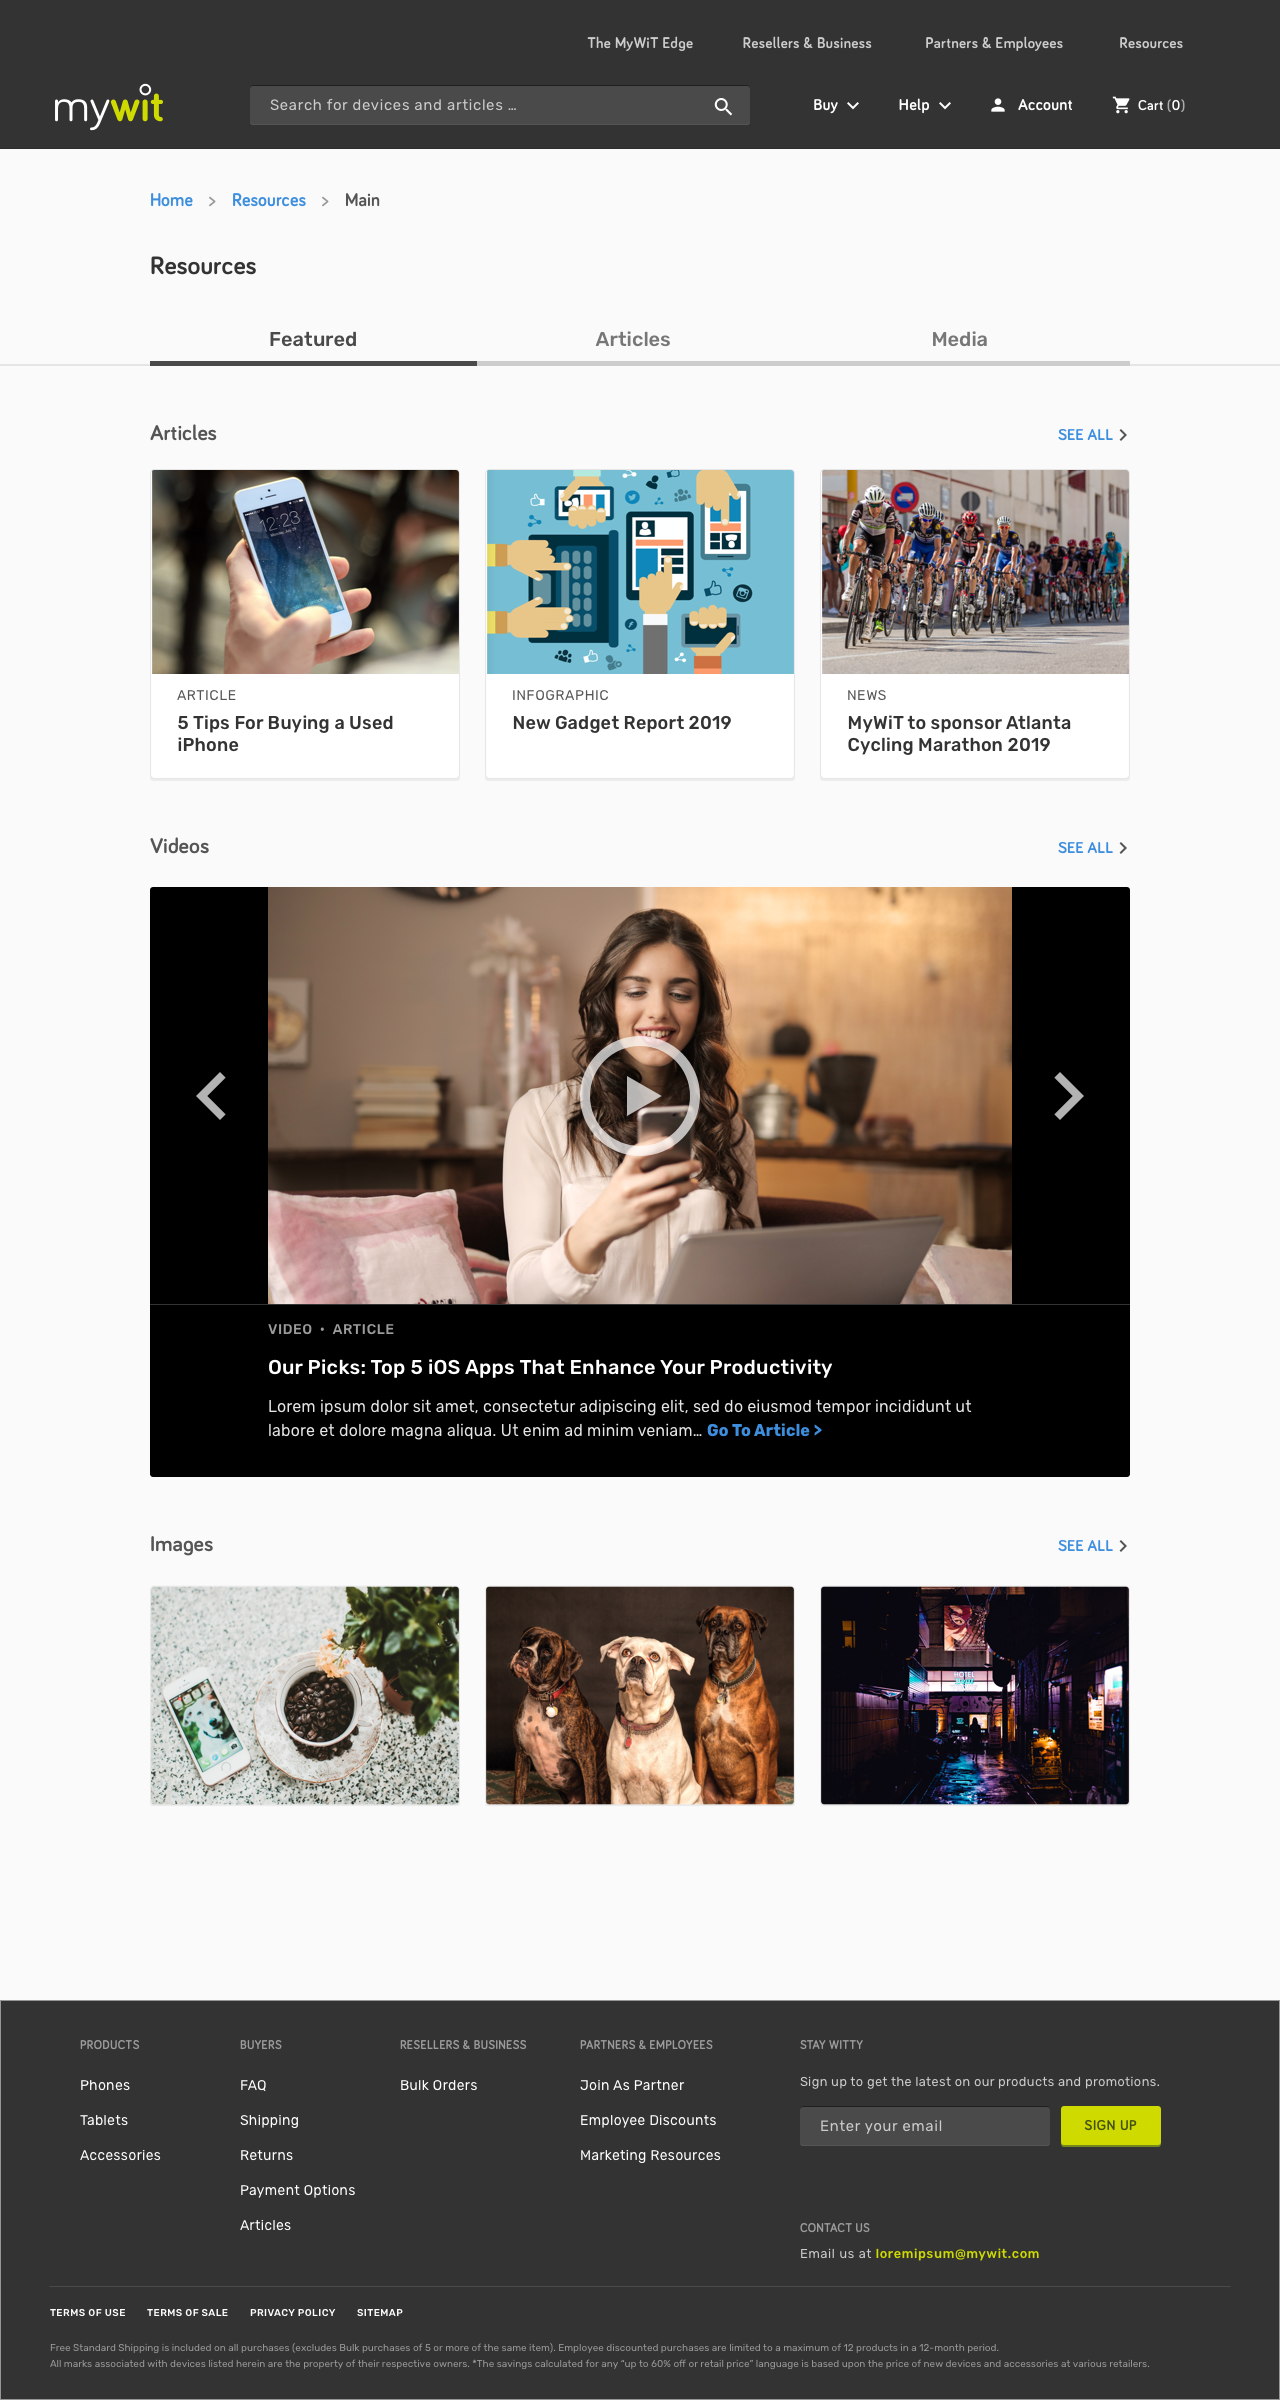 The MyWiT Edge
Resellers & Business
Partners & Employees
Resources
mywit
Search for devices and articles …
Buy
Help
Account
Cart (0)
Home > Resources > Main
Resources
Featured
Articles
Media
Articles
SEE ALL
12:23
ARTICLE
5 Tips For Buying a Used
iPhone
INFOGRAPHIC
New Gadget Report 2019
NEWS
MyWiT to sponsor Atlanta
Cycling Marathon 2019
Videos
SEE ALL
VIDEO • ARTICLE
Our Picks: Top 5 iOS Apps That Enhance Your Productivity
Lorem ipsum dolor sit amet, consectetur adipiscing elit, sed do eiusmod tempor incididunt ut
labore et dolore magna aliqua. Ut enim ad minim veniam… Go To Article >
Images
SEE ALL
HOTEL
PRODUCTS
Phones
Tablets
Accessories
BUYERS
FAQ
Shipping
Returns
Payment Options
Articles
RESELLERS & BUSINESS
Bulk Orders
PARTNERS & EMPLOYEES
Join As Partner
Employee Discounts
Marketing Resources
STAY WITTY
Sign up to get the latest on our products and promotions.
Enter your email
SIGN UP
CONTACT US
Email us at loremipsum@mywit.com
TERMS OF USE
TERMS OF SALE
PRIVACY POLICY
SITEMAP
Free Standard Shipping is included on all purchases (excludes Bulk purchases of 5 or more of the same item). Employee discounted purchases are limited to a maximum of 12 products in a 12-month period.
All marks associated with devices listed herein are the property of their respective owners. *The savings calculated for any “up to 60% off or retail price” language is based upon the price of new devices and accessories at various retailers.